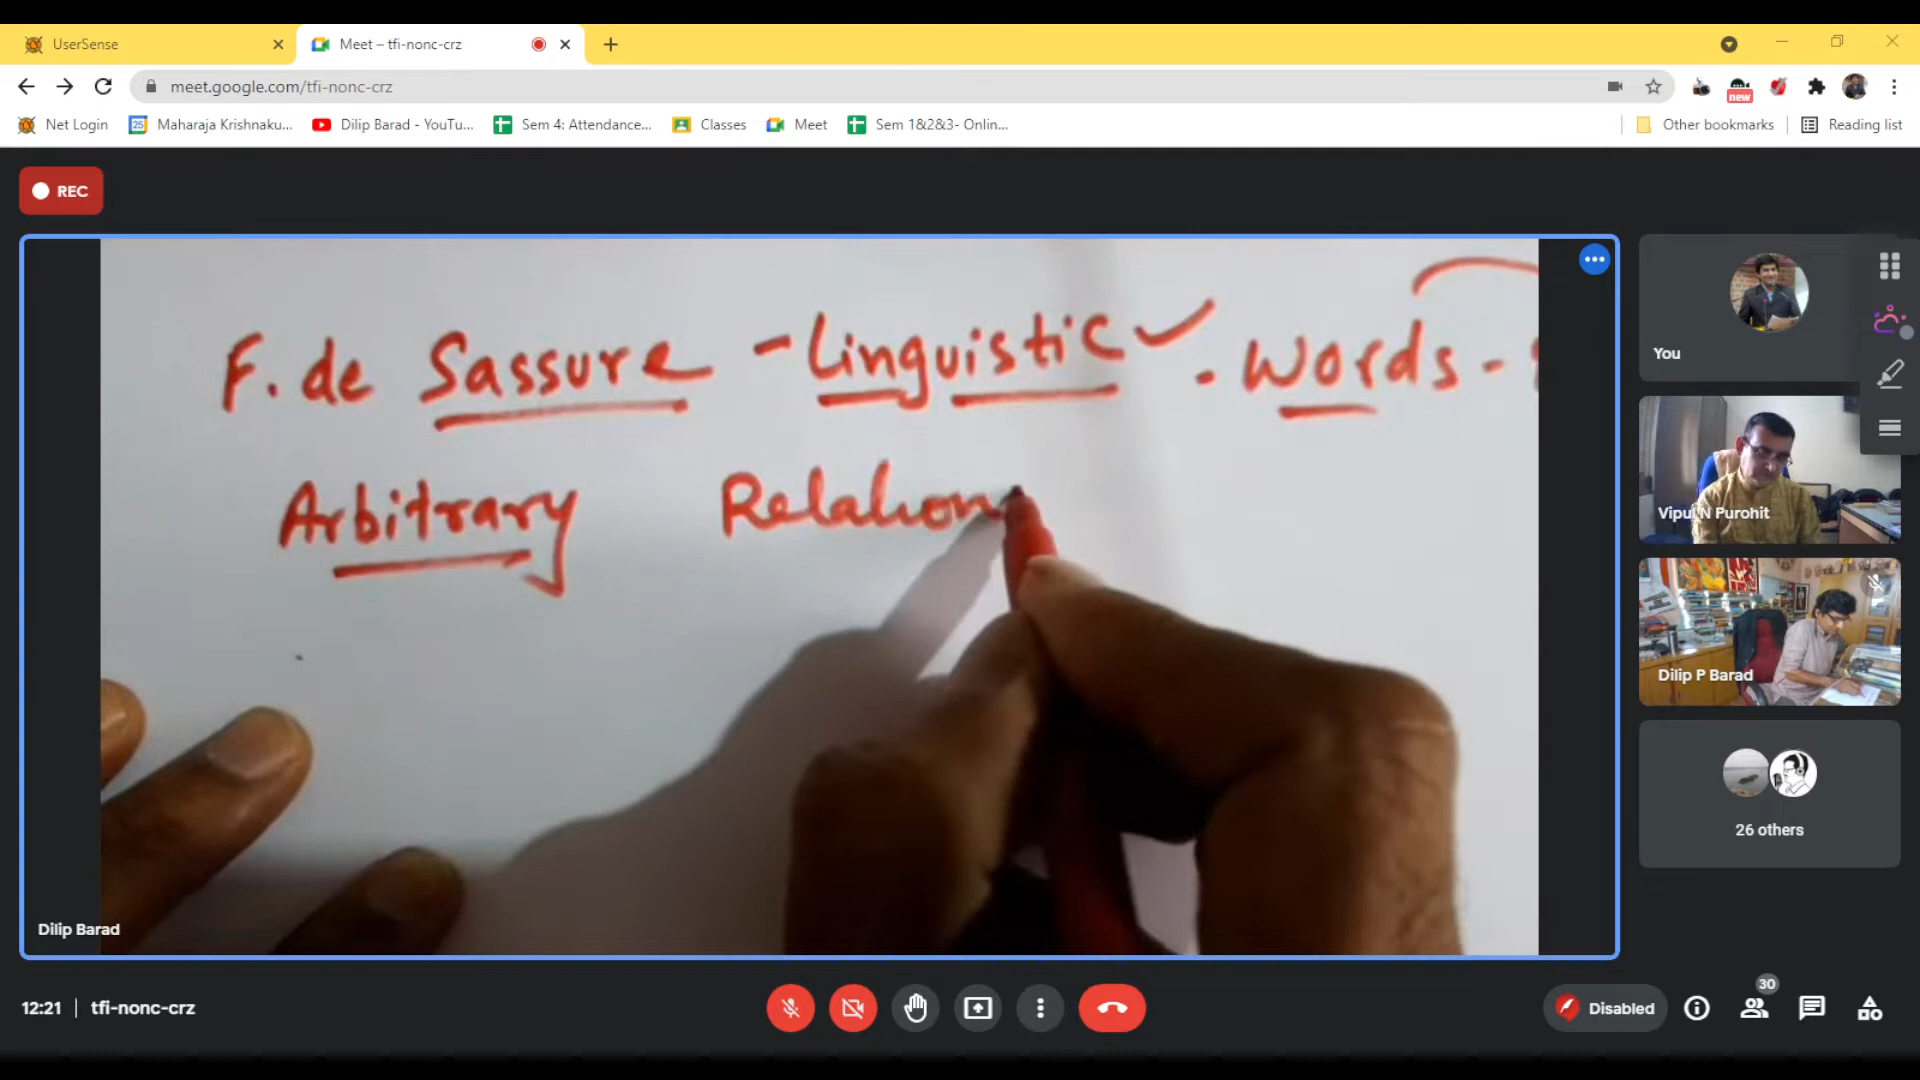 UserSense
Meet – tfi-nonc-crz
meet.google.com/tfi-nonc-crz
new
Net Login
25
Maharaja Krishnaku...
Dilip Barad - YouTu...
Sem 4: Attendance...
Classes
Meet
Sem 1&2&3- Onlin...
Other bookmarks
Reading list
REC
F. de Sassure - Linguistic ✓ . Words -
Arbitrary Relation
Dilip Barad
You
Vipul N Purohit
Dilip P Barad
26 others
12:21 | tfi-nonc-crz
Disabled
30